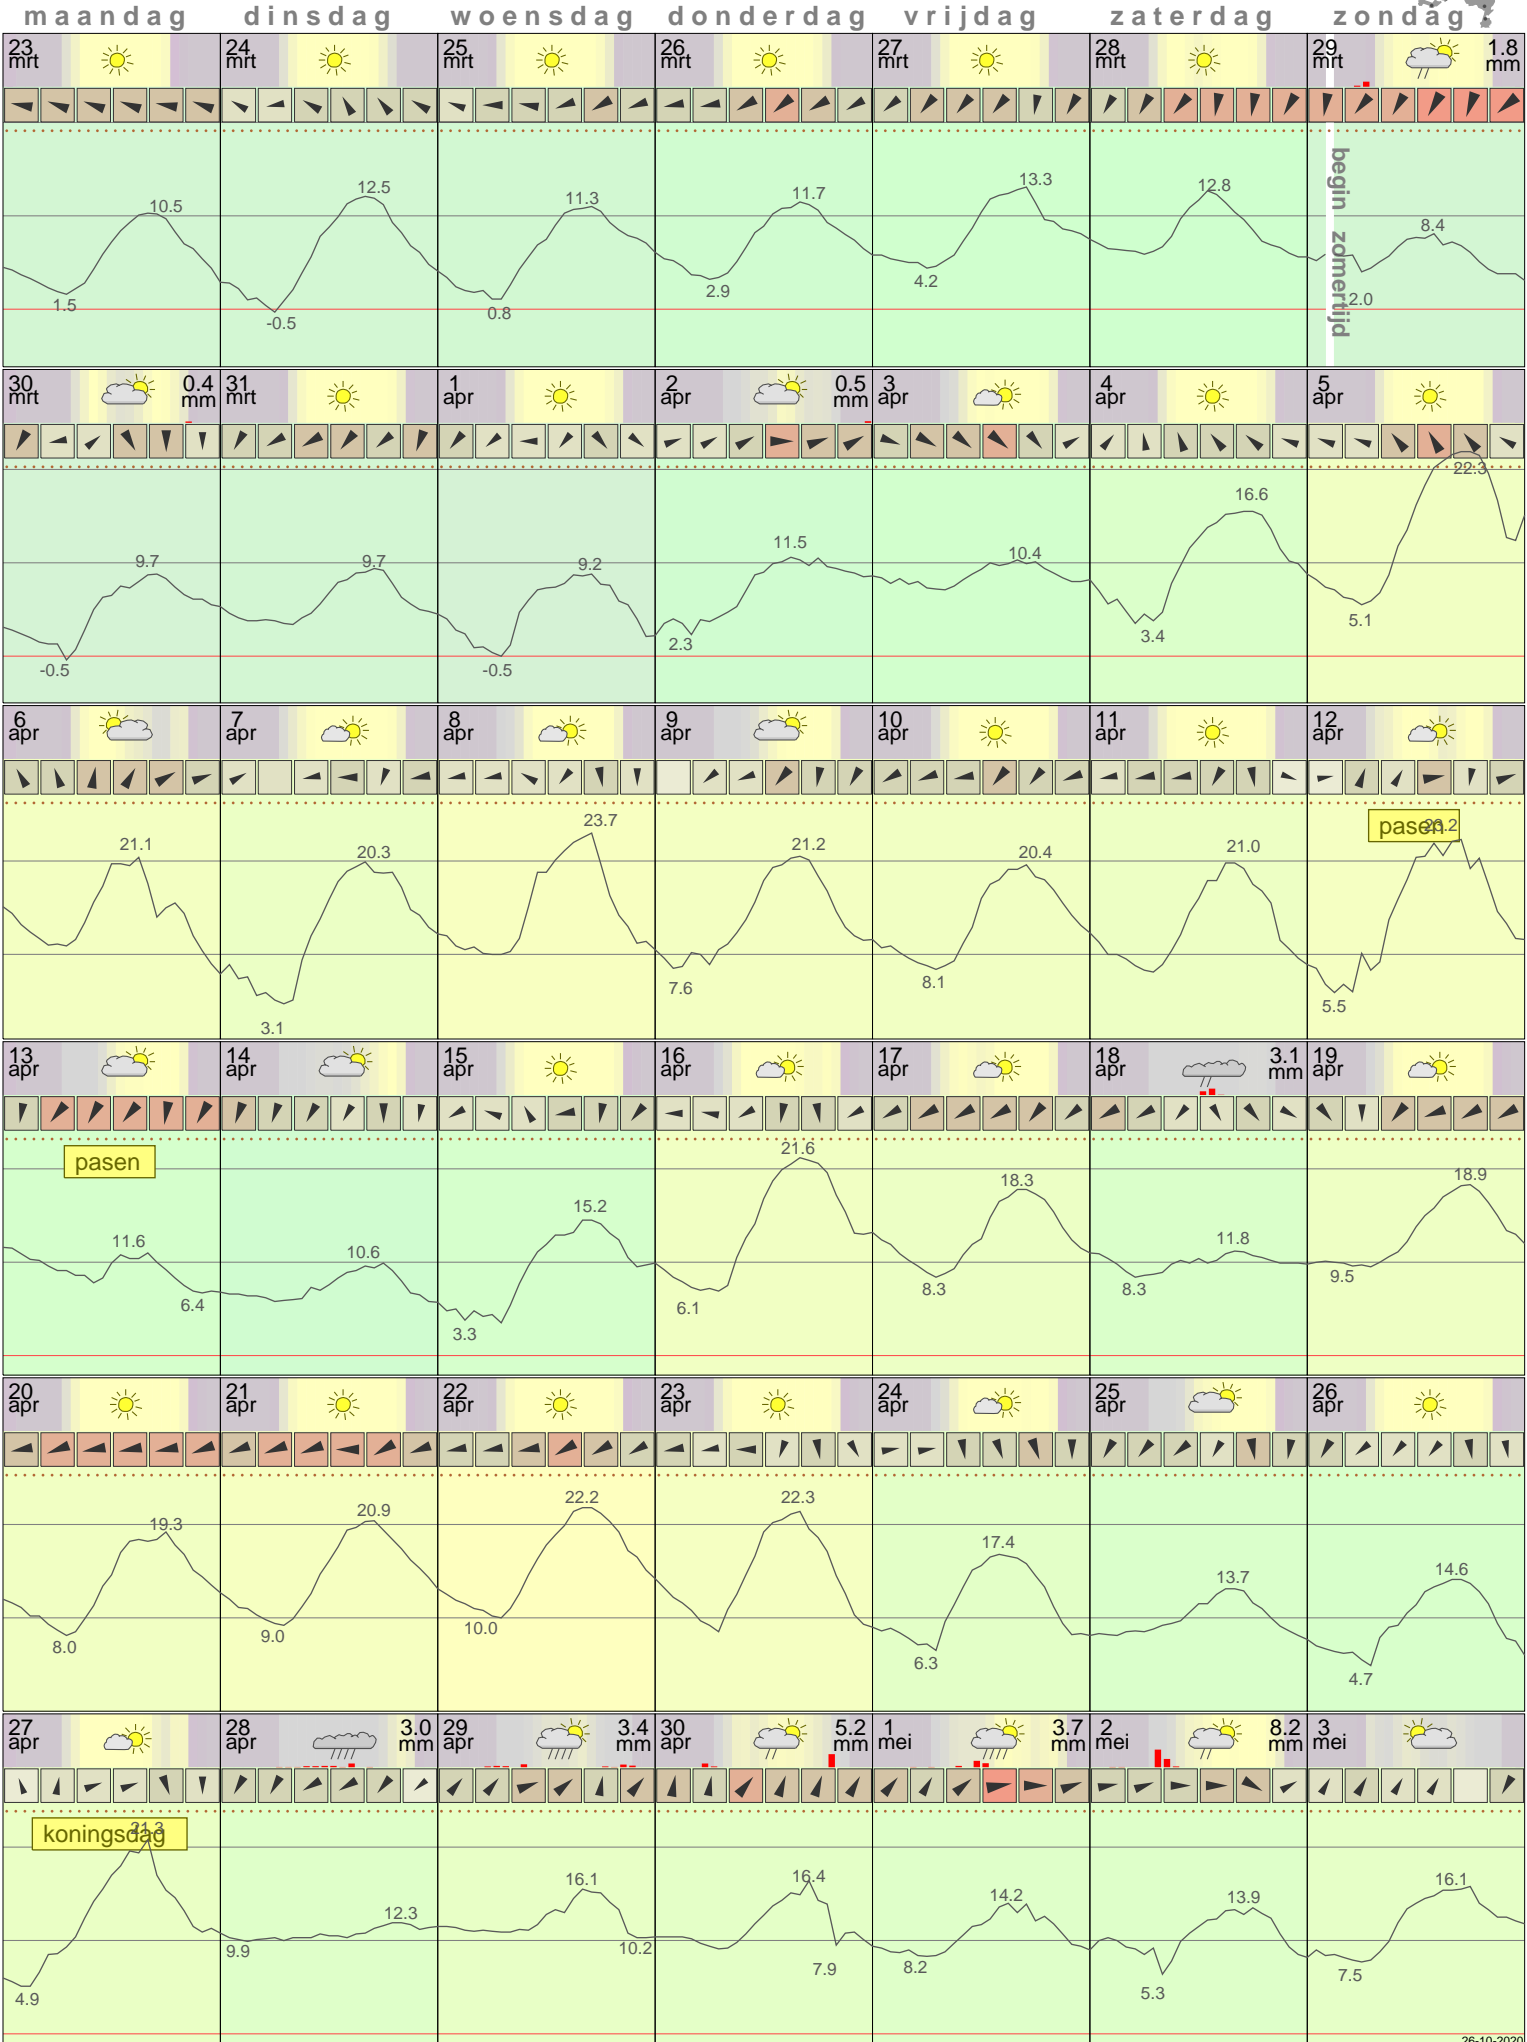 maandag dinsdag woensdag donderdag vrijdag zaterdag zondag
23 mrt
24 mrt
25 mrt
26 mrt
27 mrt
28 mrt
29 mrt 1.8 mm
10.5 1.5
12.5 -0.5
11.3 0.8
11.7 2.9
13.3 4.2
12.8
begin zomertijd 8.4 2.0
30 mrt 0.4 mm
31 mrt
1 apr
2 apr 0.5 mm
3 apr
4 apr
5 apr
9.7 -0.5
9.7
9.2 -0.5
11.5 2.3
10.4
16.6 3.4
22.3 5.1
6 apr
7 apr
8 apr
9 apr
10 apr
11 apr
12 apr
21.1
20.3 3.1
23.7
21.2 7.6
20.4 8.1
21.0
pasen 23.2 5.5
13 apr
14 apr
15 apr
16 apr
17 apr
18 apr 3.1 mm
19 apr
pasen 11.6 6.4
10.6
15.2 3.3
21.6 6.1
18.3 8.3
11.8 8.3
18.9 9.5
20 apr
21 apr
22 apr
23 apr
24 apr
25 apr
26 apr
19.3 8.0
20.9 9.0
22.2 10.0
22.3
17.4 6.3
13.7
14.6 4.7
27 apr
28 apr 3.0 mm
29 apr 3.4 mm
30 apr 5.2 mm
1 mei 3.7 mm
2 mei 8.2 mm
3 mei
koningsdag 21.3 4.9
12.3 9.9
16.1 10.2
16.4 7.9
14.2 8.2
13.9 5.3
16.1 7.5
26-10-2020